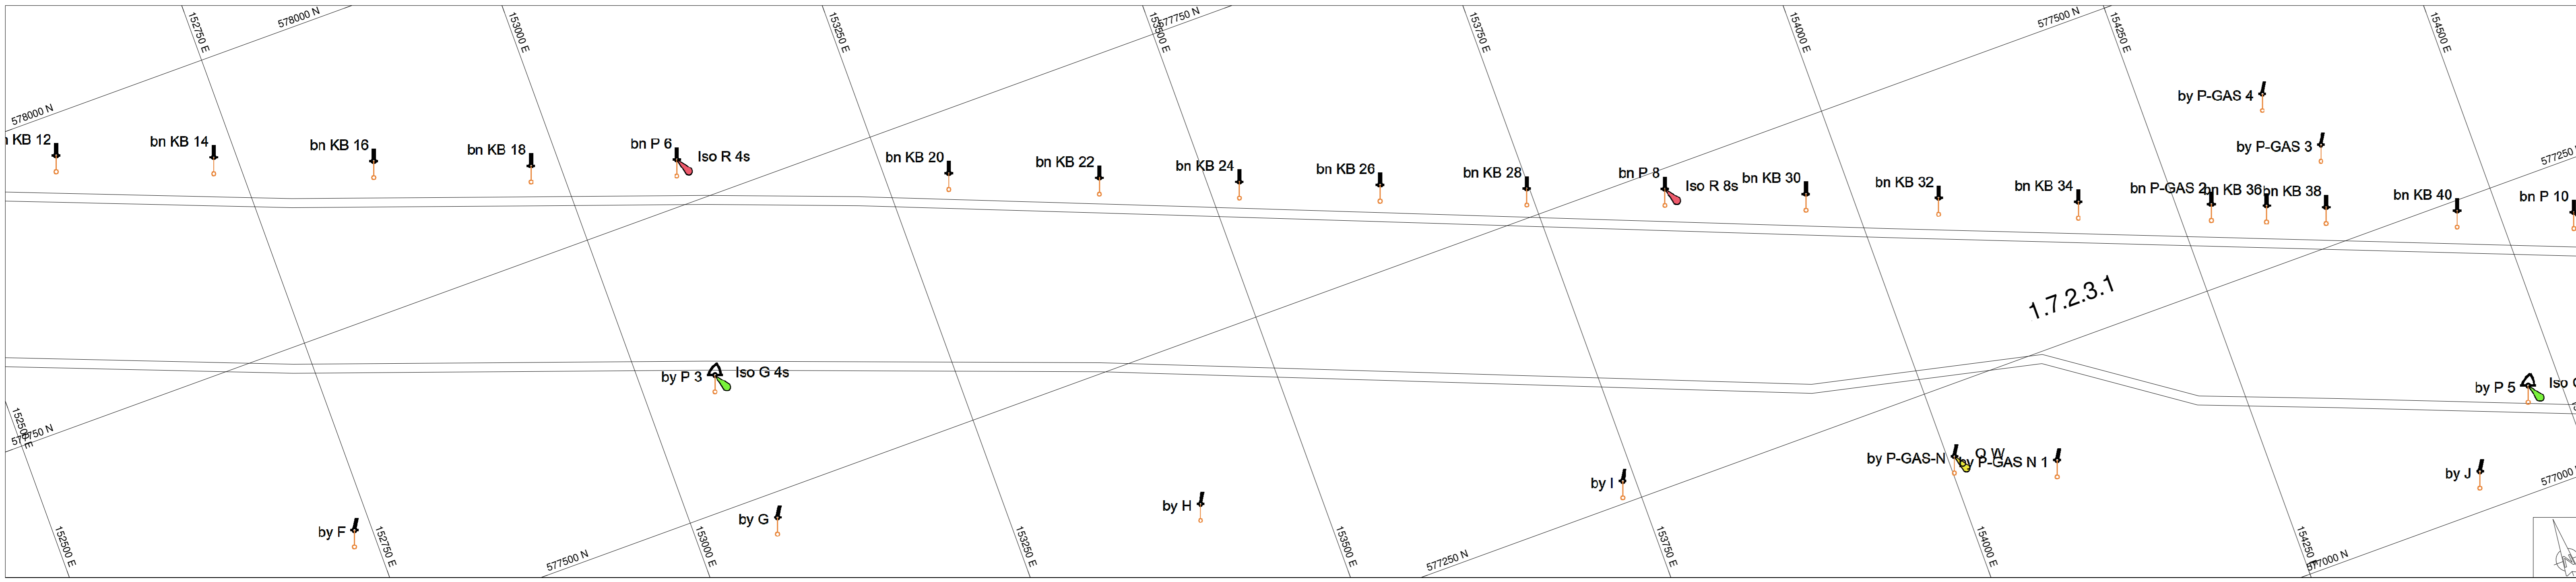 152750 E
578000 N
153000 E
153250 E
153500 E
577750 N
153750 E
154000 E
577500 N
154250 E
154500 E
578000 N
by P-GAS 4
KB 12
bn KB 14
bn KB 16
bn KB 18
bn P 6
Iso R 4s
bn KB 20
bn KB 22
bn KB 24
bn KB 26
bn KB 28
bn P 8
Iso R 8s
bn KB 30
bn KB 32
bn KB 34
bn P-GAS 2
bn KB 36
bn KB 38
by P-GAS 3
577250 N
bn KB 40
bn P 10
1.7.2.3.1
by P 3
Iso G 4s
by P 5
Iso
152500 E
577750 N
by P-GAS-N
Q W
by P-GAS N 1
by J
577000
by I
by H
by G
by F
152500 E
152750 E
577500 N
153000 E
153250 E
153500 E
577250 N
153750 E
154000 E
154250 E
577000 N